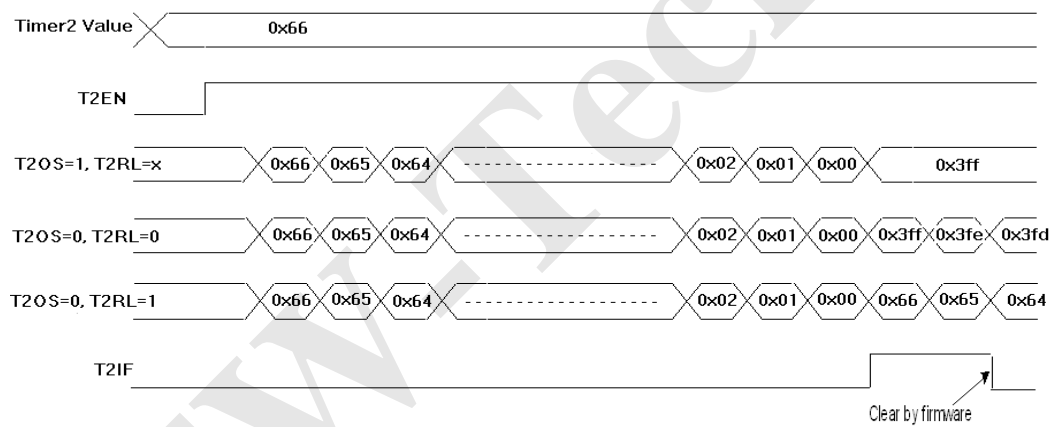 Timer2 Value 0x66
T2EN
T2OS=1, T2RL=x 0x66 0x65 0x64 0x02 0x01 0x00 0x3ff
T2OS=0, T2RL=0 0x66 0x65 0x64 0x02 0x01 0x00 0x3ff 0x3fe 0x3fd
T2OS=0, T2RL=1 0x66 0x65 0x64 0x02 0x01 0x00 0x66 0x65 0x64
T2IF
Clear by firmware